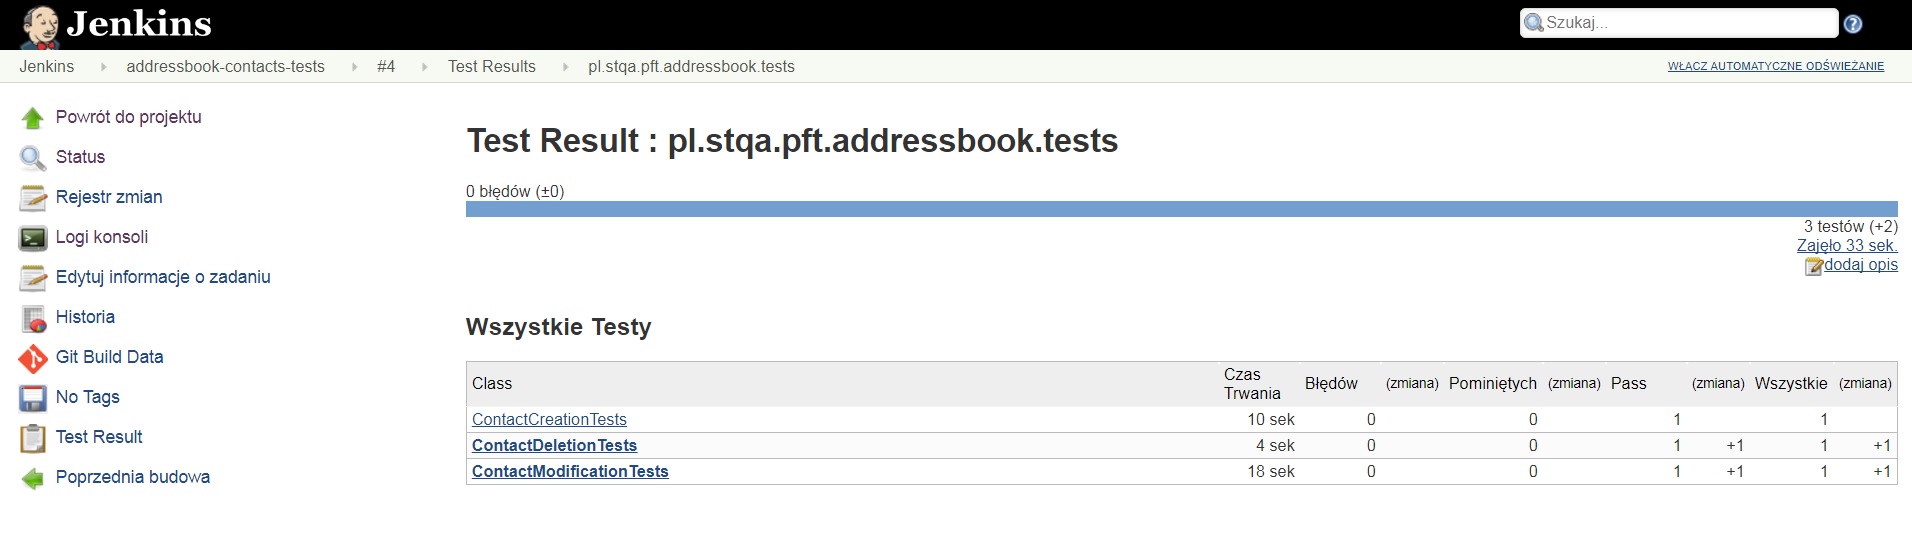 Jenkins
Szukaj...
Jenkins addressbook-contacts-tests #4 Test Results pl.stqa.pft.addressbook.tests
WŁĄCZ AUTOMATYCZNE ODŚWIEŻANIE
Powrót do projektu
Status
Rejestr zmian
Logi konsoli
Edytuj informacje o zadaniu
Historia
Git Build Data
No Tags
Test Result
Poprzednia budowa
Test Result : pl.stqa.pft.addressbook.tests
0 błędów (±0)
3 testów (+2)
Zajęło 33 sek.
dodaj opis
Wszystkie Testy
Class Czas Trwania Błędów (zmiana) Pominiętych (zmiana) Pass (zmiana) Wszystkie (zmiana)
ContactCreationTests 10 sek 0 0 1 1
ContactDeletionTests 4 sek 0 0 1 +1 1 +1
ContactModificationTests 18 sek 0 0 1 +1 1 +1